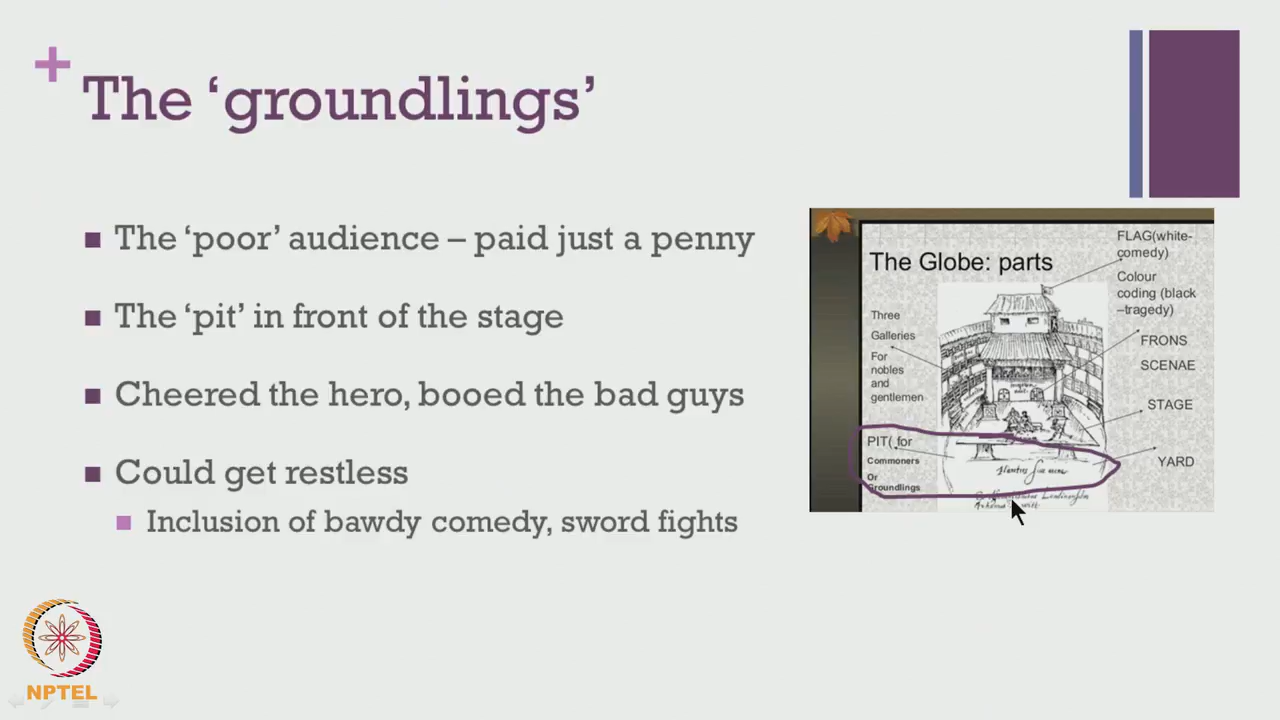 +
The ‘groundlings’
The ‘poor’ audience – paid just a penny
The ‘pit’ in front of the stage
Cheered the hero, booed the bad guys
Could get restless
Inclusion of bawdy comedy, sword fights
The Globe: parts
FLAG(white-
comedy)
Colour
coding (black
–tragedy)
Three
Galleries
For
nobles
and
gentlemen
FRONS
SCENAE
STAGE
YARD
PIT( for
Commoners
Or
Groundlings
NPTEL